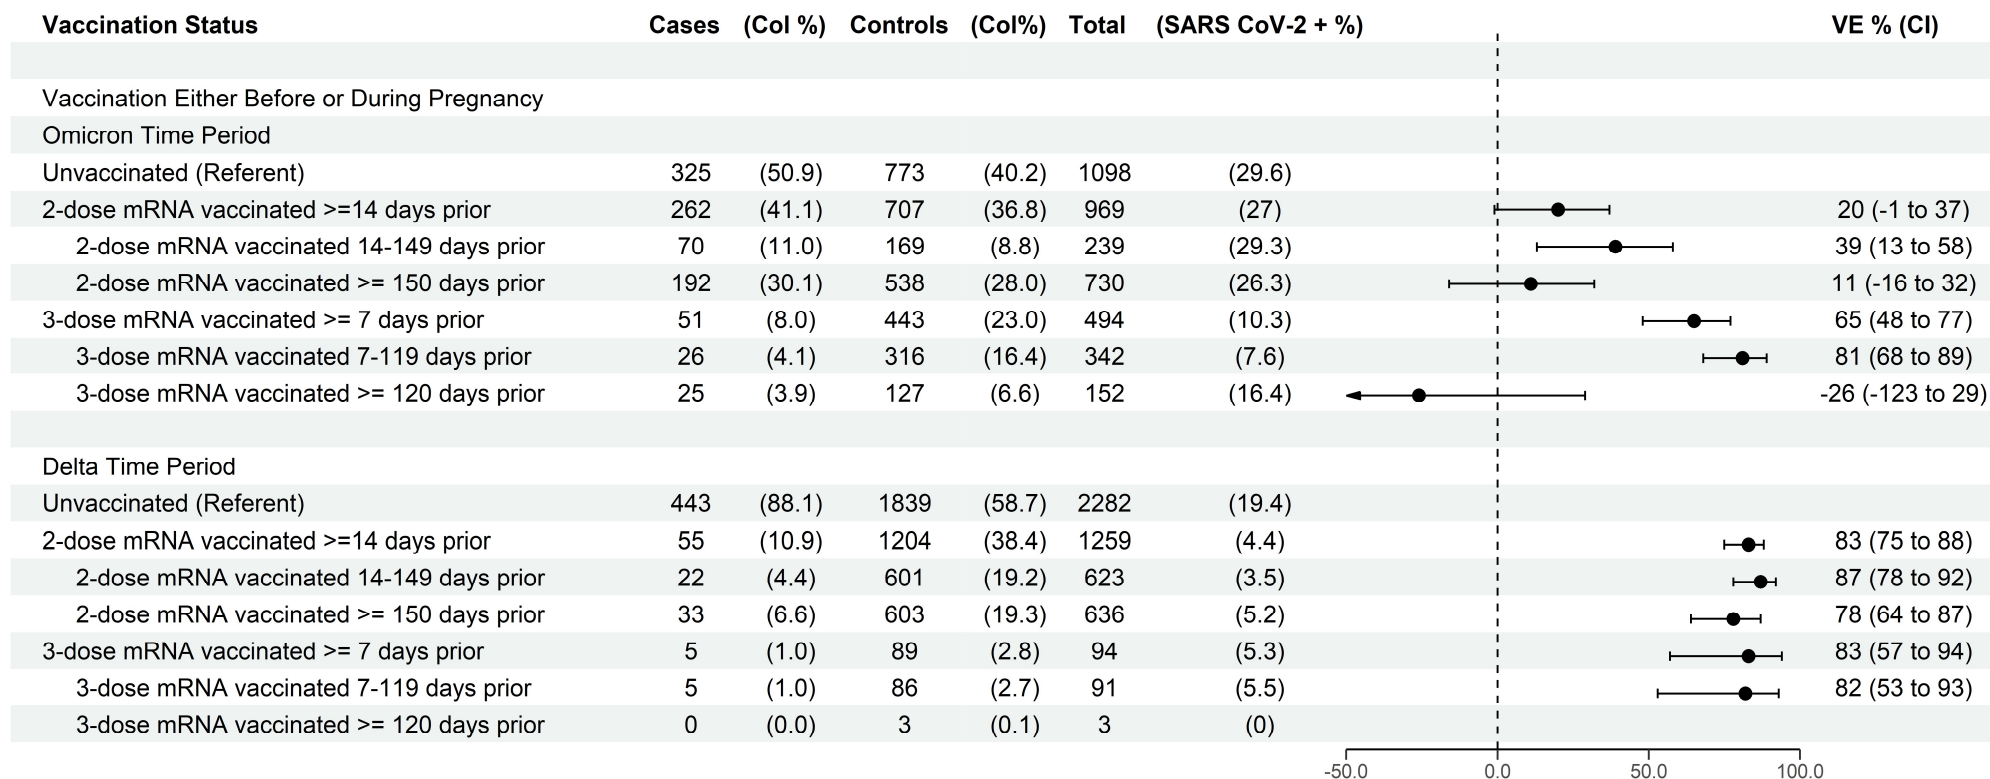 Vaccination Status Cases (Col %) Controls (Col%) Total (SARS CoV-2 + %) VE % (CI)
Vaccination Either Before or During Pregnancy
Omicron Time Period
Unvaccinated (Referent) 325 (50.9) 773 (40.2) 1098 (29.6)
2-dose mRNA vaccinated >=14 days prior 262 (41.1) 707 (36.8) 969 (27) 20 (-1 to 37)
2-dose mRNA vaccinated 14-149 days prior 70 (11.0) 169 (8.8) 239 (29.3) 39 (13 to 58)
2-dose mRNA vaccinated >= 150 days prior 192 (30.1) 538 (28.0) 730 (26.3) 11 (-16 to 32)
3-dose mRNA vaccinated >= 7 days prior 51 (8.0) 443 (23.0) 494 (10.3) 65 (48 to 77)
3-dose mRNA vaccinated 7-119 days prior 26 (4.1) 316 (16.4) 342 (7.6) 81 (68 to 89)
3-dose mRNA vaccinated >= 120 days prior 25 (3.9) 127 (6.6) 152 (16.4) -26 (-123 to 29)
Delta Time Period
Unvaccinated (Referent) 443 (88.1) 1839 (58.7) 2282 (19.4)
2-dose mRNA vaccinated >=14 days prior 55 (10.9) 1204 (38.4) 1259 (4.4) 83 (75 to 88)
2-dose mRNA vaccinated 14-149 days prior 22 (4.4) 601 (19.2) 623 (3.5) 87 (78 to 92)
2-dose mRNA vaccinated >= 150 days prior 33 (6.6) 603 (19.3) 636 (5.2) 78 (64 to 87)
3-dose mRNA vaccinated >= 7 days prior 5 (1.0) 89 (2.8) 94 (5.3) 83 (57 to 94)
3-dose mRNA vaccinated 7-119 days prior 5 (1.0) 86 (2.7) 91 (5.5) 82 (53 to 93)
3-dose mRNA vaccinated >= 120 days prior 0 (0.0) 3 (0.1) 3 (0)
-50.0 0.0 50.0 100.0